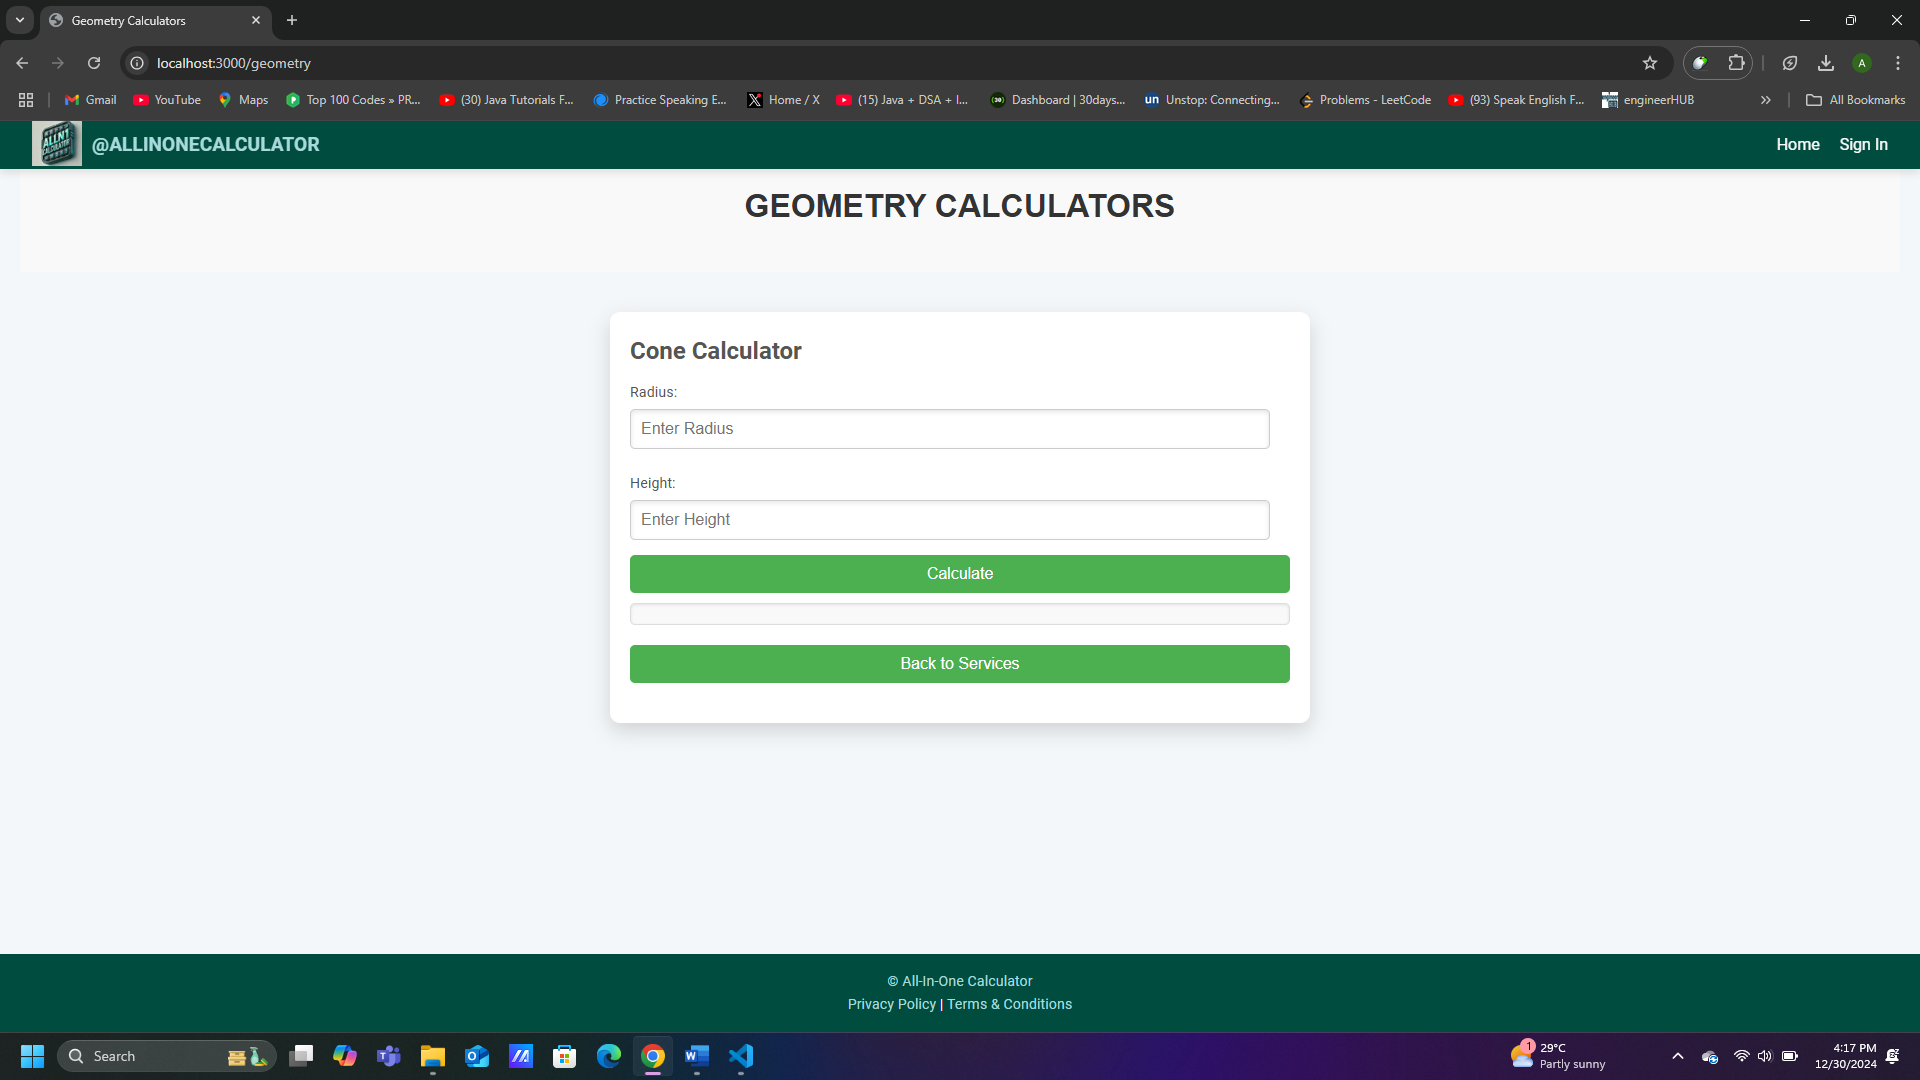 Geometry Calculators
localhost:3000/geometry
A
Gmail
YouTube
Maps
Top 100 Codes » PR...
(30) Java Tutorials F...
Practice Speaking E...
Home / X
(15) Java + DSA + I...
Dashboard | 30days...
un
Unstop: Connecting...
Problems - LeetCode
(93) Speak English F...
engineerHUB
All Bookmarks
ALLN1
CALCULATOR
@ALLINONECALCULATOR
Home
Sign In
GEOMETRY CALCULATORS
Cone Calculator
Radius:
Enter Radius
Height:
Enter Height
Calculate
Back to Services
© All-In-One Calculator
Privacy Policy | Terms & Conditions
Search
1
29°C
Partly sunny
4:17 PM
12/30/2024